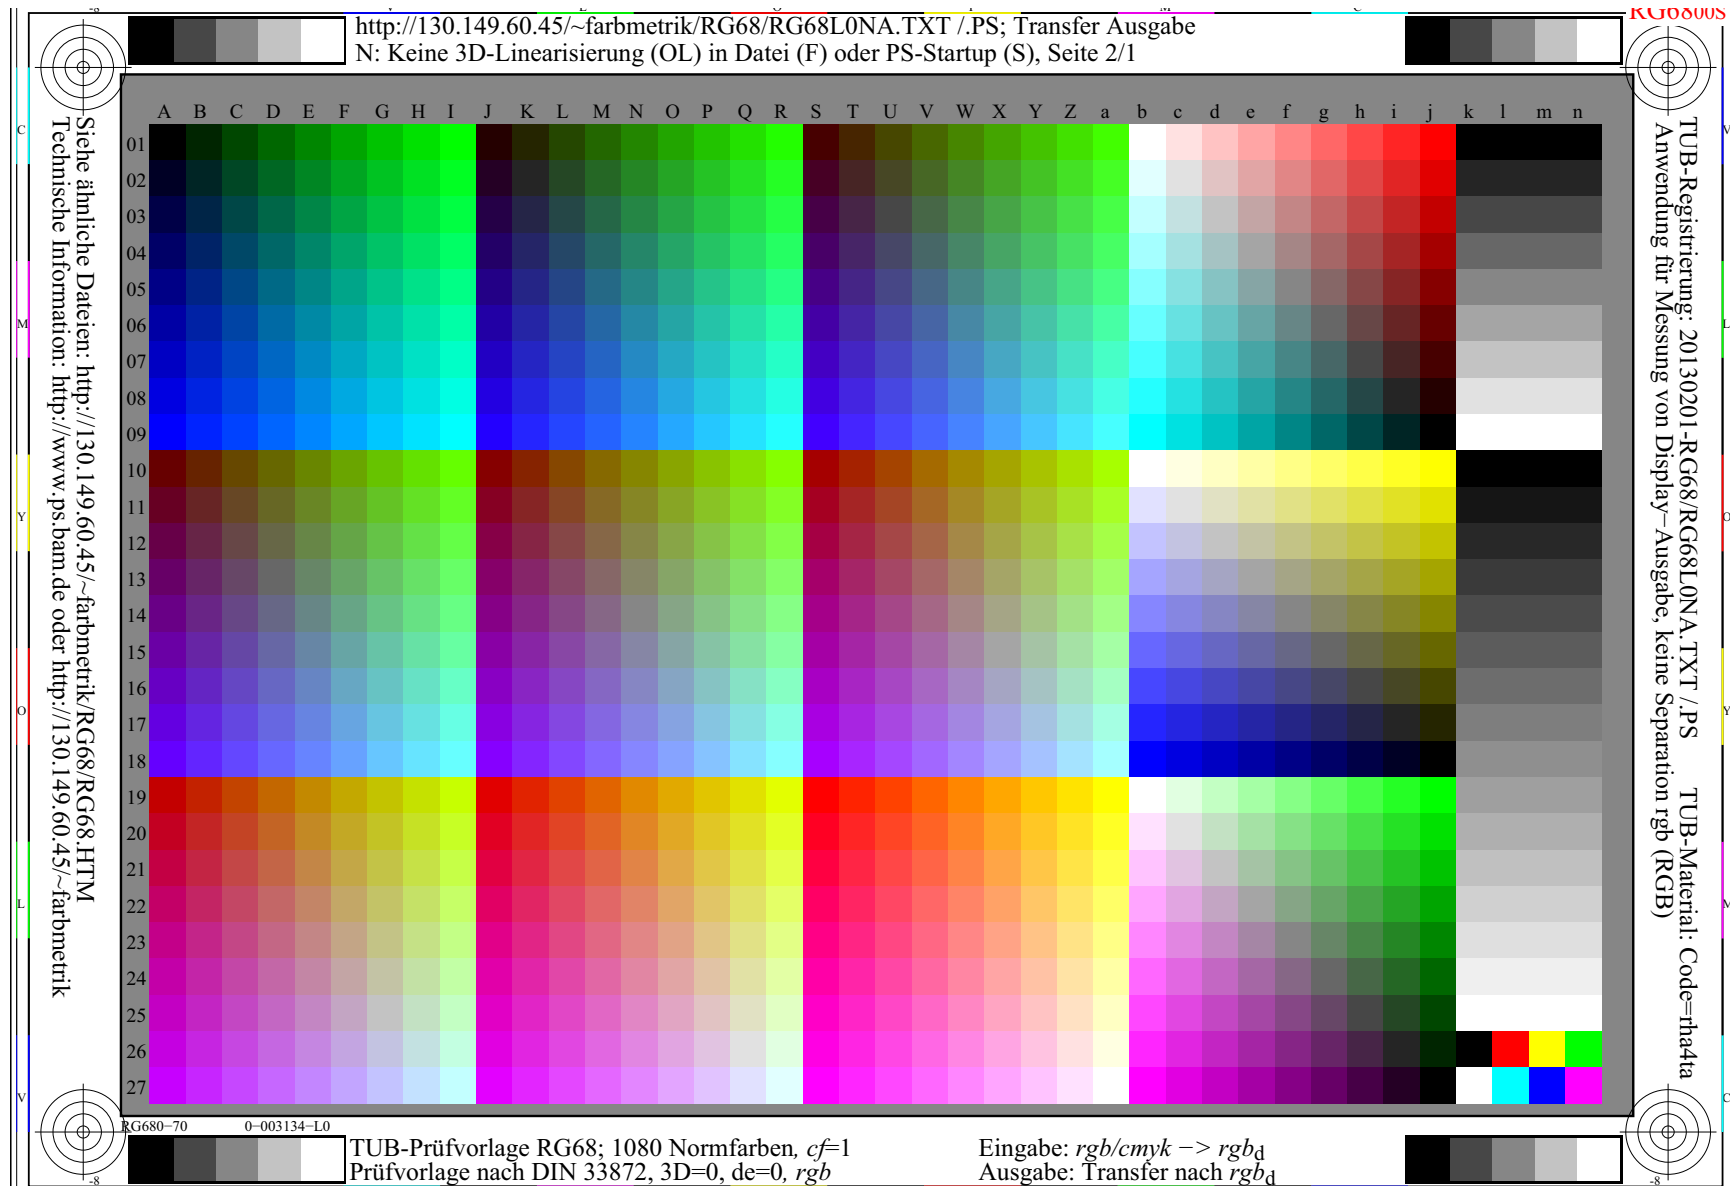 http://130.149.60.45/~farbmetrik/RG68/RG68L0NA.TXT /.PS; Transfer Ausgabe
N: Keine 3D-Linearisierung (OL) in Datei (F) oder PS-Startup (S), Seite 2/1
RG6800S
-8
A B C D E F G H I J K L M N O P Q R S T U V W X Y Z a b c d e f g h i j k l m n
01
02
03
04
05
06
07
08
09
10
11
12
13
14
15
16
17
18
19
20
21
22
23
24
25
26
27
Siehe ähnliche Dateien: http://130.149.60.45/~farbmetrik/RG68/RG68.HTM
Technische Information: http://www.ps.bam.de oder http://130.149.60.45/~farbmetrik
TUB-Registrierung: 20130201-RG68/RG68L0NA.TXT /.PS TUB-Material: Code=rha4ta
Anwendung für Messung von Display-Ausgabe, keine Separation rgb (RGB)
C
M
Y
O
L
V
V
L
O
Y
M
C
RG680-70 0-003134-L0
TUB-Prüfvorlage RG68; 1080 Normfarben, cf=1
Prüfvorlage nach DIN 33872, 3D=0, de=0, rgb
Eingabe: rgb/cmyk -> rgbd
Ausgabe: Transfer nach rgbd
-8
-8